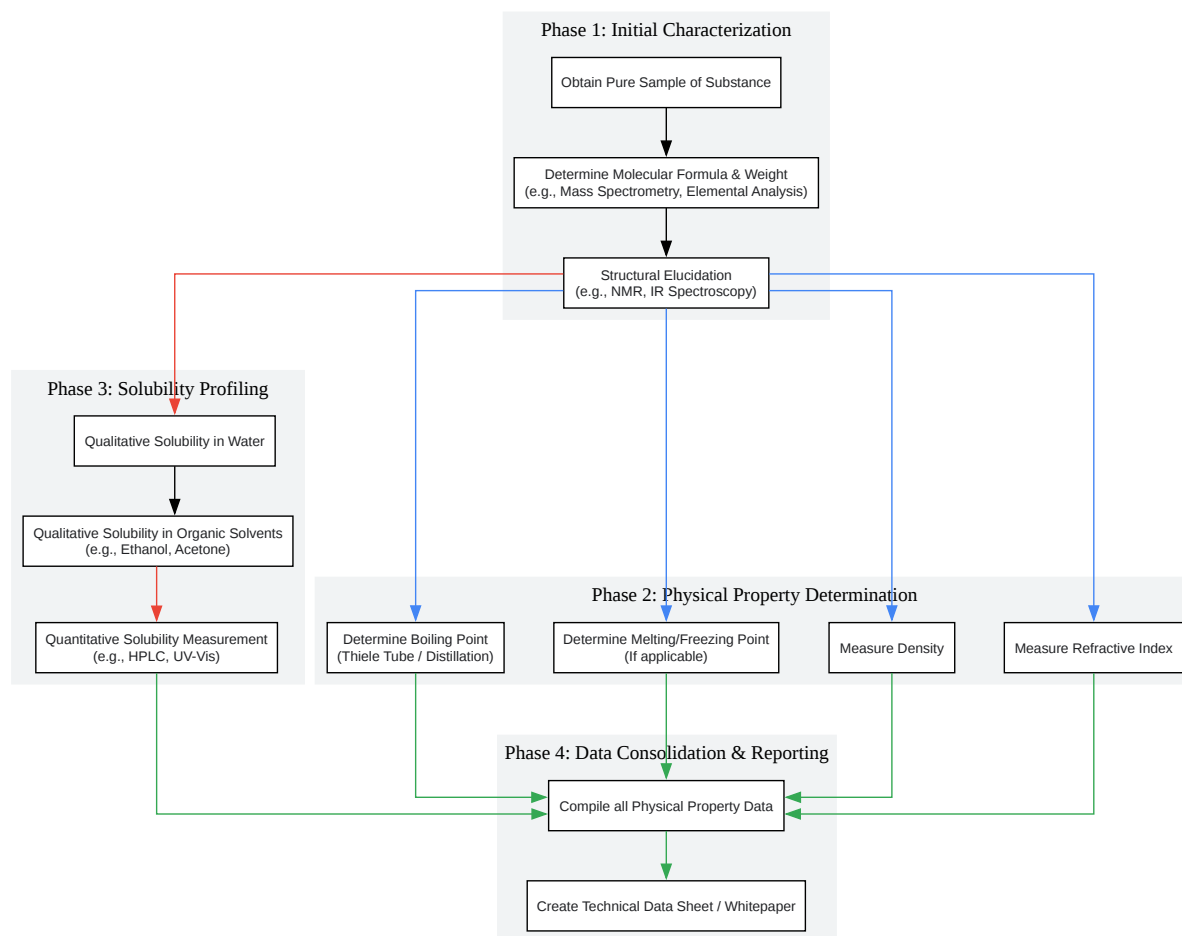 Phase 1: Initial Characterization
Obtain Pure Sample of Substance
Determine Molecular Formula & Weight
(e.g., Mass Spectrometry, Elemental Analysis)
Structural Elucidation
(e.g., NMR, IR Spectroscopy)
Phase 3: Solubility Profiling
Qualitative Solubility in Water
Qualitative Solubility in Organic Solvents
(e.g., Ethanol, Acetone)
Quantitative Solubility Measurement
(e.g., HPLC, UV-Vis)
Phase 2: Physical Property Determination
Determine Boiling Point
(Thiele Tube / Distillation)
Determine Melting/Freezing Point
(If applicable)
Measure Density
Measure Refractive Index
Phase 4: Data Consolidation & Reporting
Compile all Physical Property Data
Create Technical Data Sheet / Whitepaper